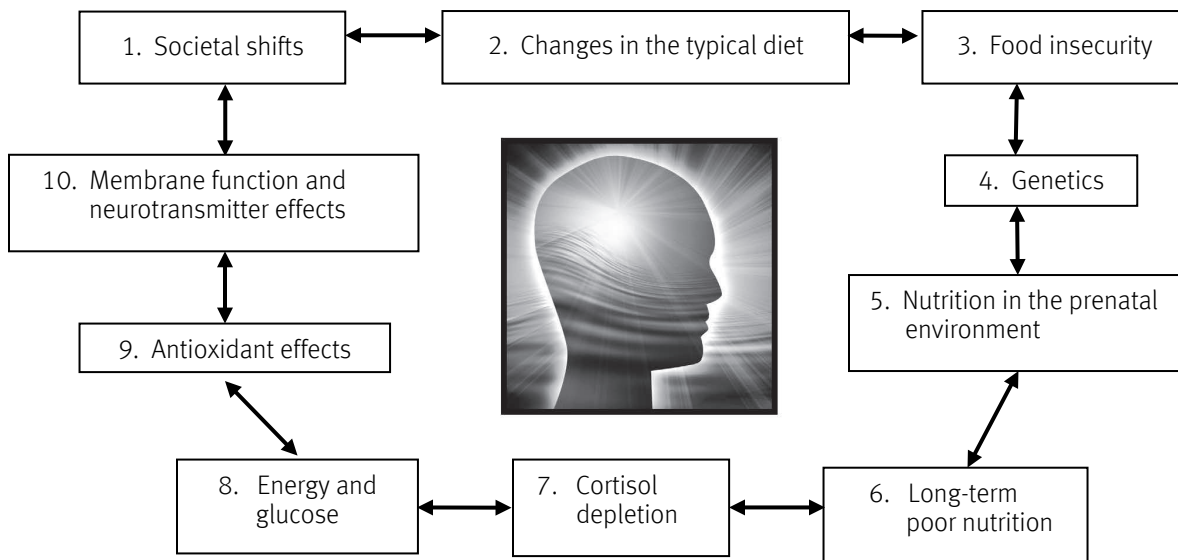 1. Societal shifts
2. Changes in the typical diet
3. Food insecurity
4. Genetics
5. Nutrition in the prenatal
environment
6. Long-term
poor nutrition
7. Cortisol
depletion
8. Energy and
glucose
9. Antioxidant effects
10. Membrane function and
neurotransmitter effects